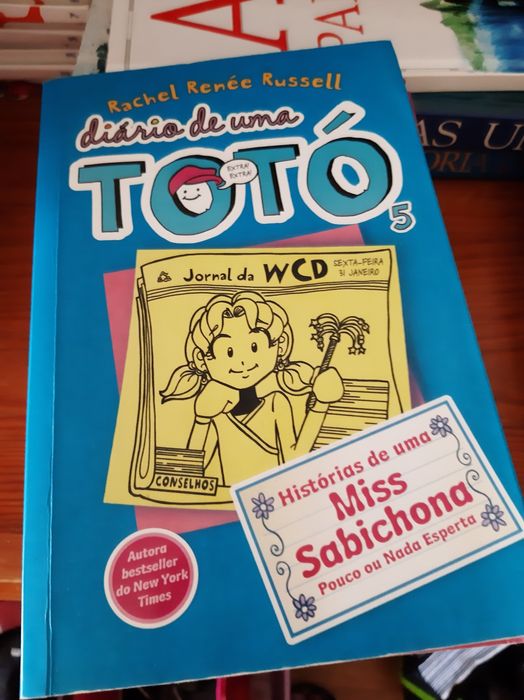 Rachel Renée Russell
diário de uma
TOTÓ
EXTRA!
EXTRA!
5
Jornal da WCD
SEXTA-FEIRA
31 JANEIRO
CONSELHOS
Histórias de uma
Miss
Sabichona
Pouco ou Nada Esperta
Autora
bestseller
do New York
Times